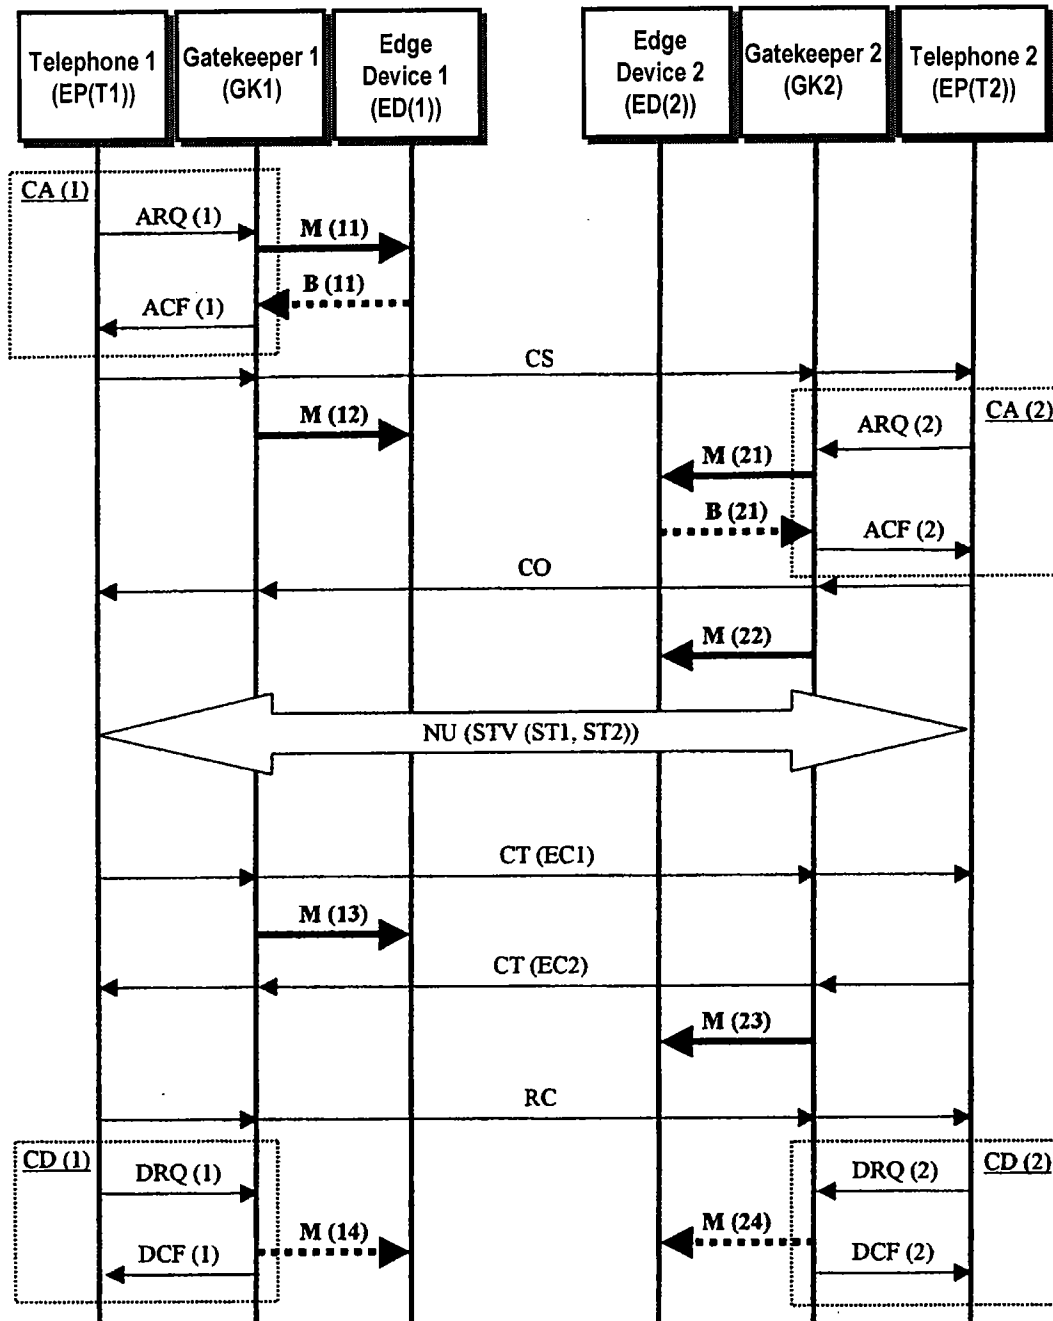 Telephone 1
(EP(T1))
Gatekeeper 1
(GK1)
Edge
Device 1
(ED(1))
Edge
Device 2
(ED(2))
Gatekeeper 2
(GK2)
Telephone 2
(EP(T2))
CA (1)
ARQ (1)
M (11)
B (11)
ACF (1)
CS
M (12)
CA (2)
ARQ (2)
M (21)
B (21)
ACF (2)
CO
M (22)
NU (STV (ST1, ST2))
CT (EC1)
M (13)
CT (EC2)
M (23)
RC
CD (1)
DRQ (1)
DRQ (2)
CD (2)
M (14)
M (24)
DCF (1)
DCF (2)